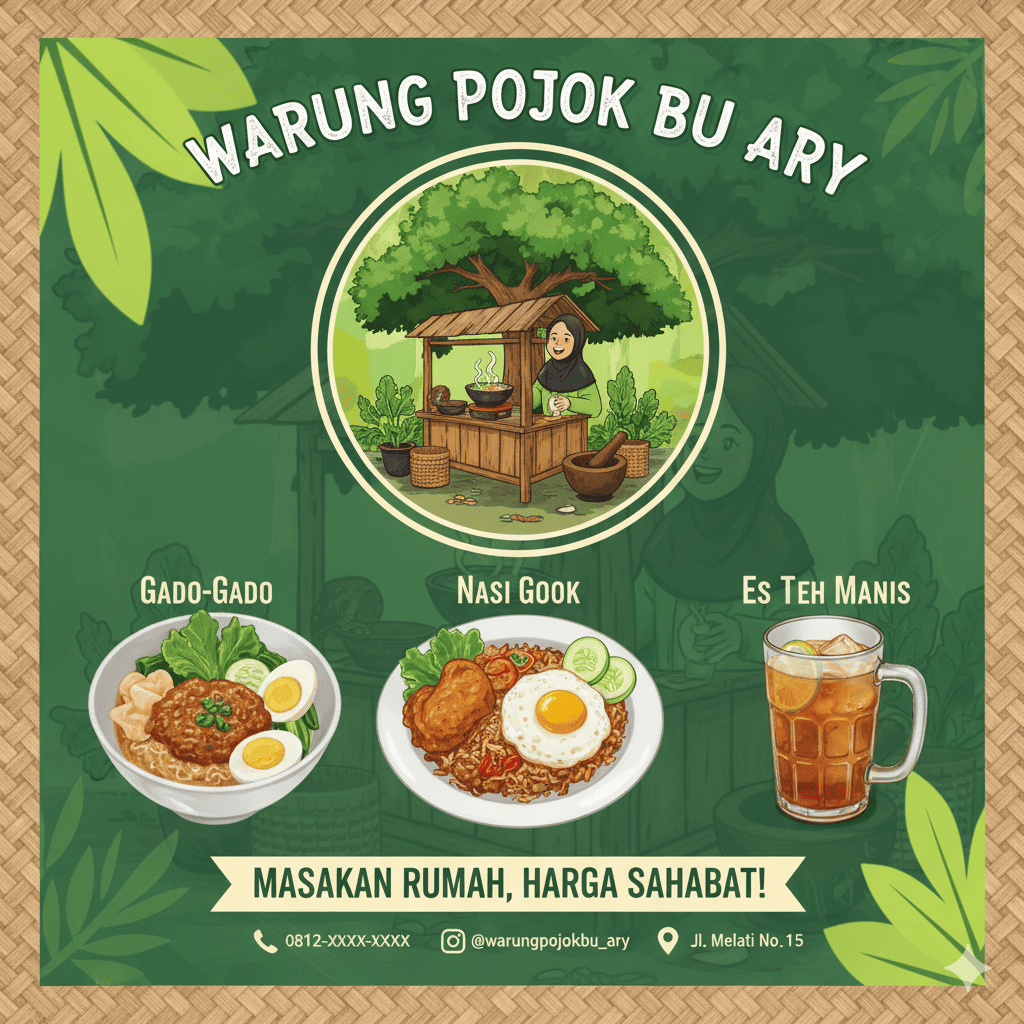 WARUNG POJOK BU ARY
GADO-GADO
NASI GOOK
ES TEH MANIS
MASAKAN RUMAH, HARGA SAHABAT!
0812-XXXX-XXXX
@warungpojokbu_ary
Jl. Melati No.15